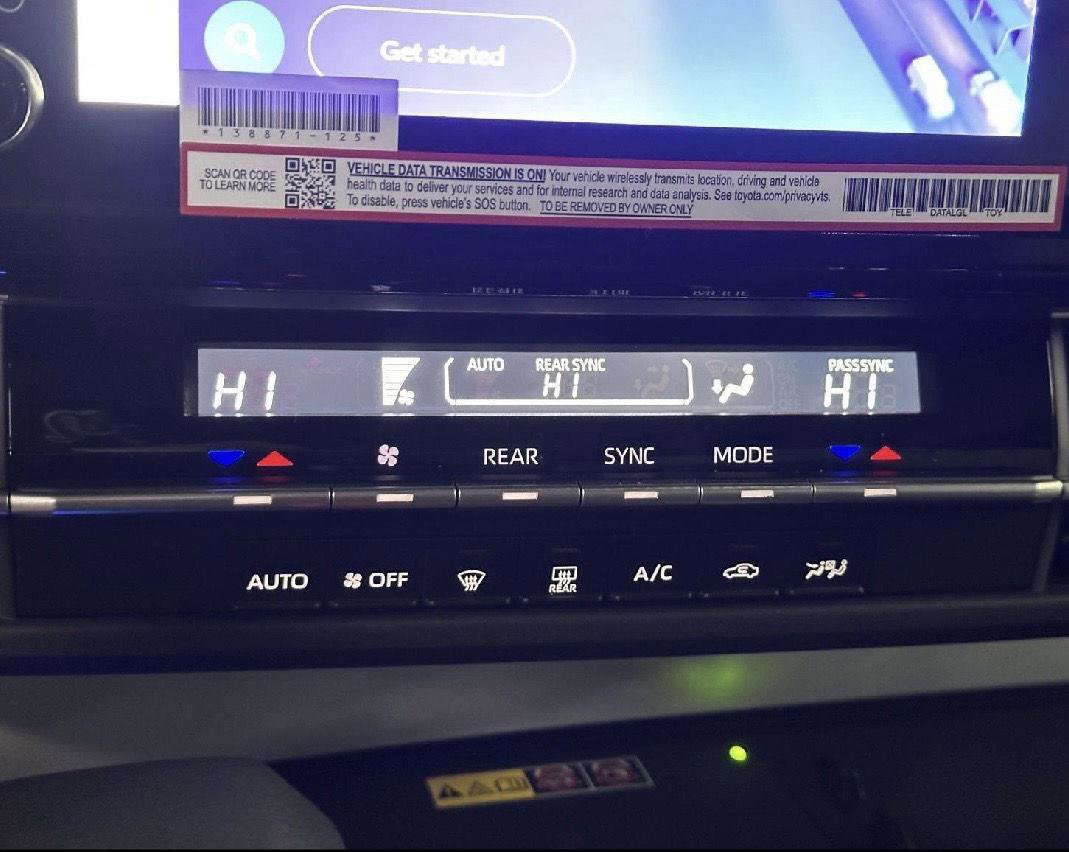 Get started
*138871-125*
SCAN QR CODE
TO LEARN MORE
VEHICLE DATA TRANSMISSION IS ON! Your vehicle wirelessly transmits location, driving and vehicle
health data to deliver your services and for internal research and data analysis. See toyota.com/privacyvts.
To disable, press vehicle's SOS button. TO BE REMOVED BY OWNER ONLY
TELE DATALGL TOY
AUTO REAR SYNC PASS SYNC
HI HI HI
REAR SYNC MODE
AUTO OFF REAR A/C